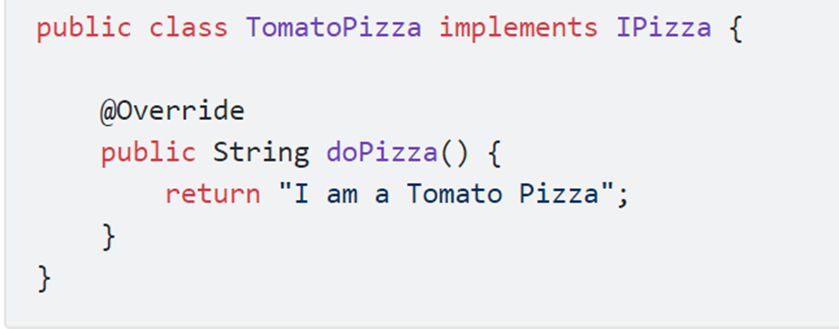 public class TomatoPizza implements IPizza {
@Override
public String doPizza() {
return "I am a Tomato Pizza";
}
}